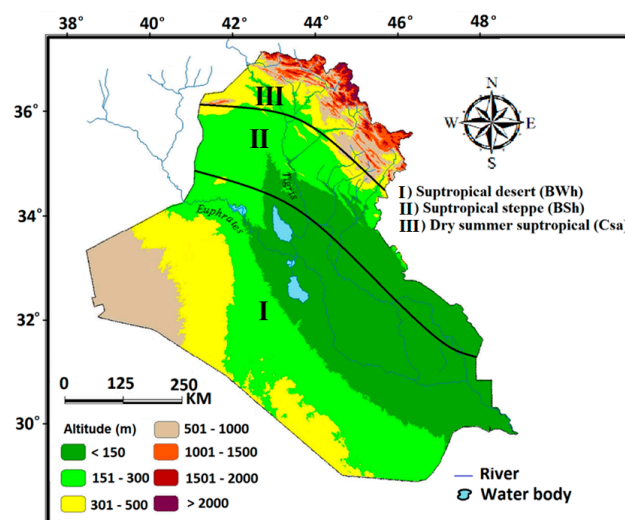 38° 40° 42° 44° 46° 48°
36°
34°
32°
30°
N
W E
S
III
II
I
Tigris
Euphrates
I) Suptropical desert (BWh)
II) Suptropical steppe (BSh)
III) Dry summer suptropical (Csa)
0 125 250
KM
Altitude (m)
< 150
151 - 300
301 - 500
501 - 1000
1001 - 1500
1501 - 2000
> 2000
River
Water body